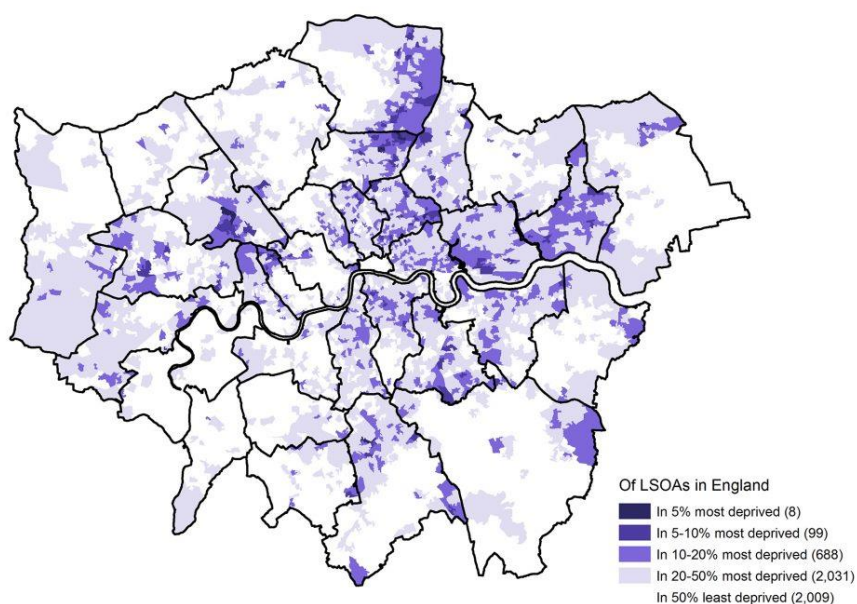 Of LSOAs in England
In 5% most deprived (8)
In 5-10% most deprived (99)
In 10-20% most deprived (688)
In 20-50% most deprived (2,031)
In 50% least deprived (2,009)